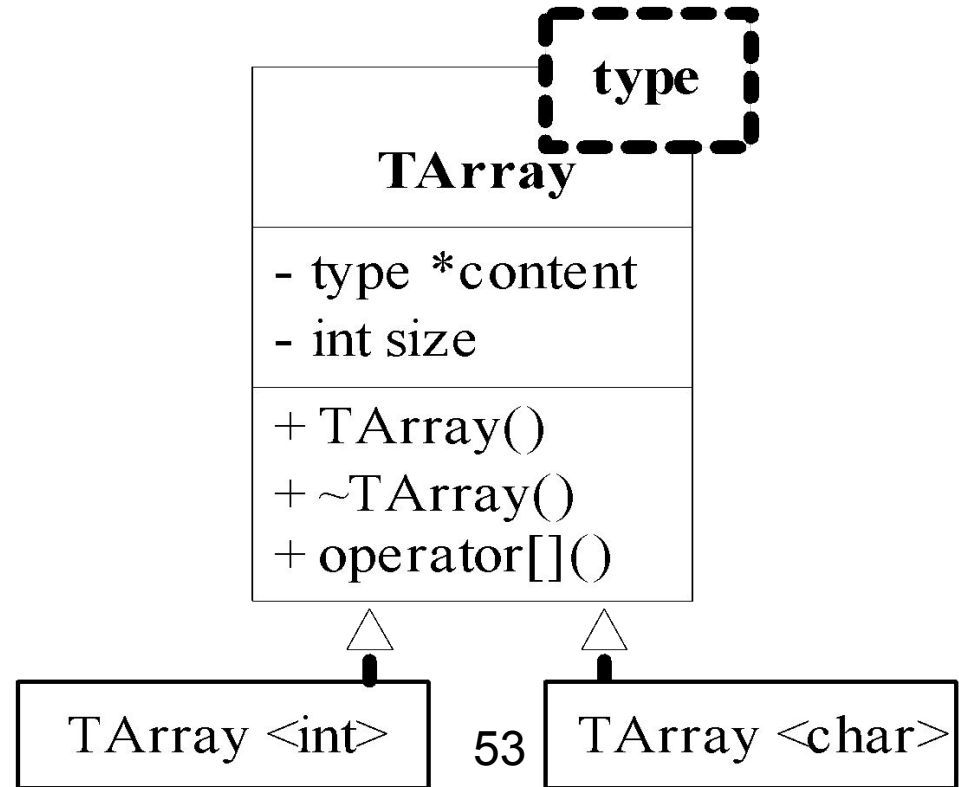 type
TArray
- type *content
- int size
+ TArray()
+ ~TArray()
+ operator[]()
TArray <int>
53
TArray <char>